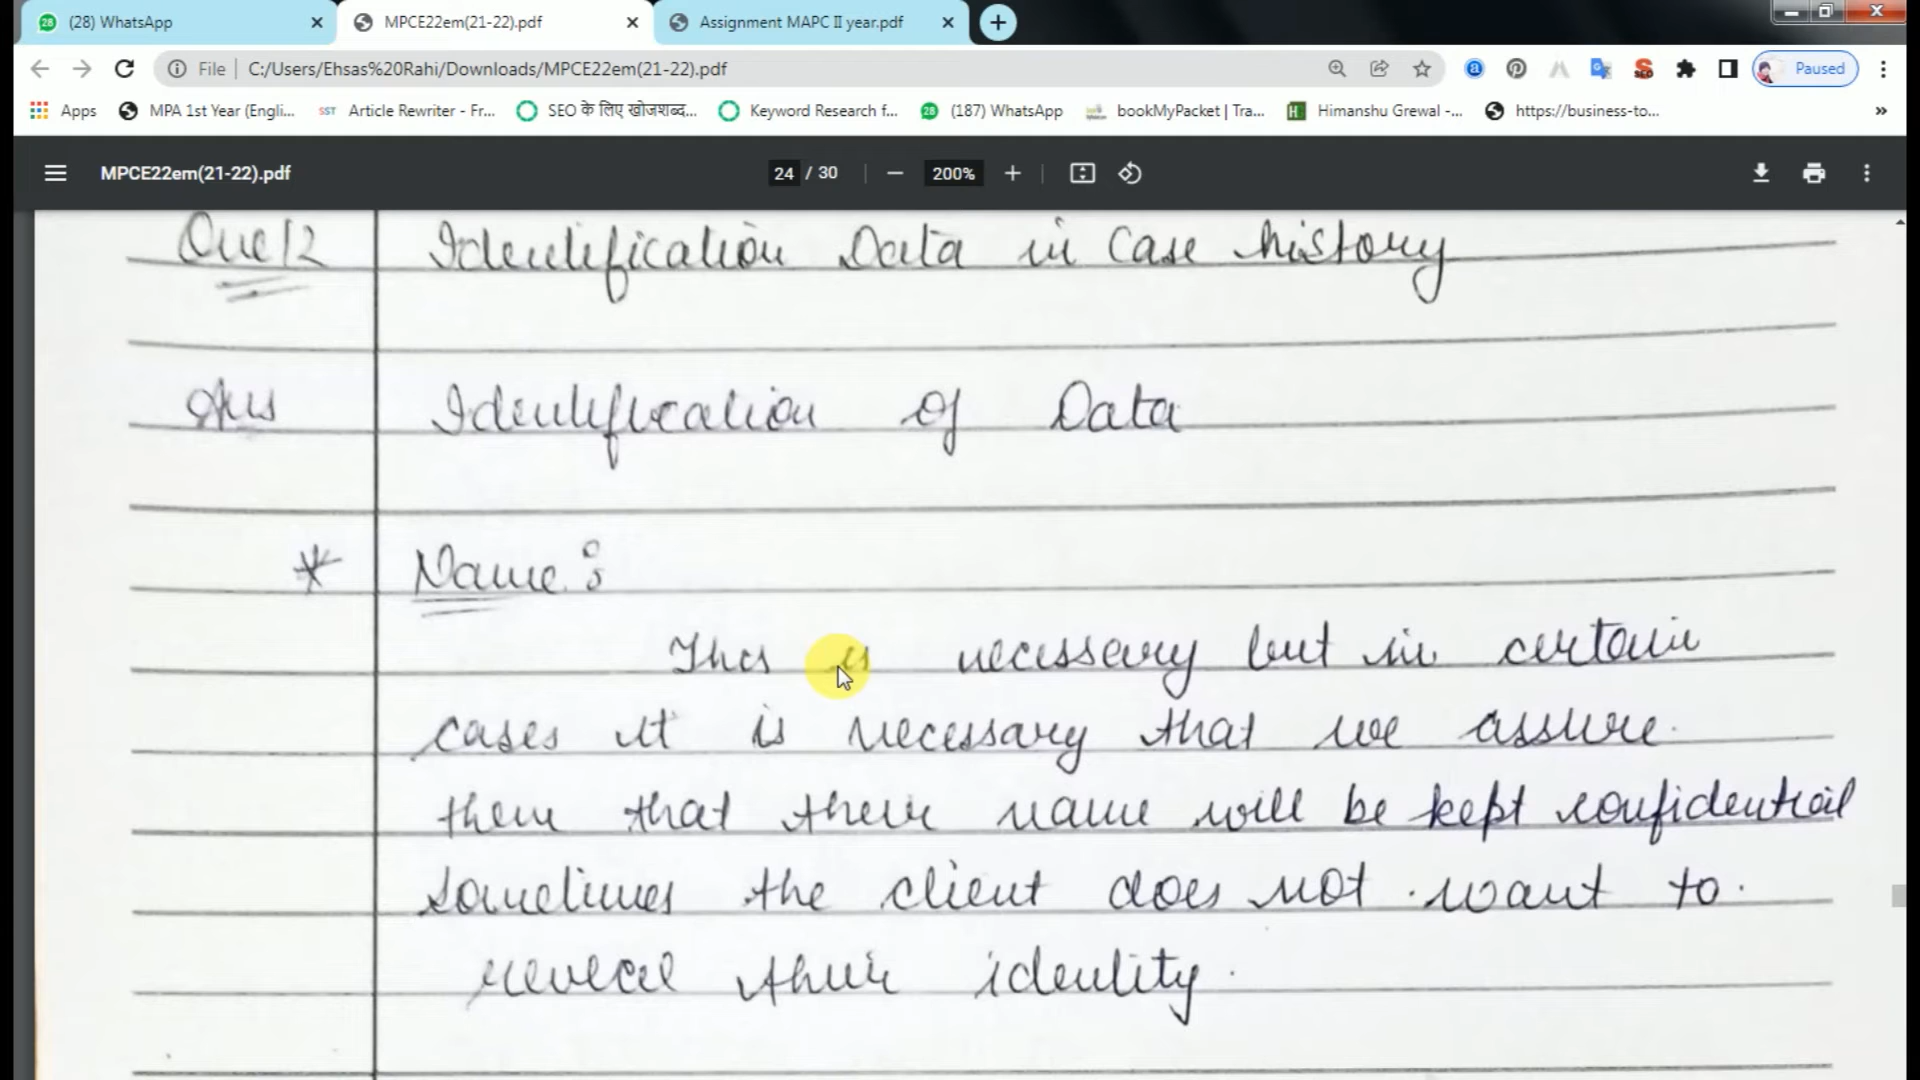 (28) WhatsApp
MPCE22em(21-22).pdf
Assignment MAPC II year.pdf
File
C:/Users/Ehsas%20Rahi/Downloads/MPCE22em(21-22).pdf
Paused
Apps
MPA 1st Year (Engli...
SST
Article Rewriter - Fr...
SEO के लिए खोजशब्द...
Keyword Research f...
(187) WhatsApp
bookMyPacket | Tra...
Himanshu Grewal -...
https://business-to...
»
MPCE22em(21-22).pdf
24 / 30
200%
Que12 Identification Data in Case history
Ans Identification of Data
* Name :
This is necessary but in certain
cases it is necessary that we assure.
them that their name will be kept confidential
sometimes the client does not want to.
reveal their identity.